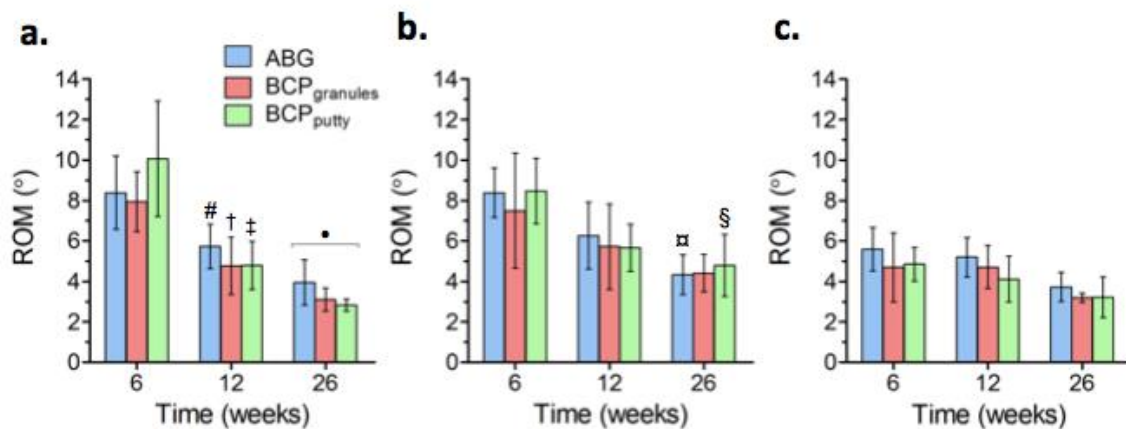 a.
ABG
BCPgranules
BCPputty
14
12
10
8
6
4
2
0
ROM (°)
#
†
‡
•
6 12 26
Time (weeks)
b.
14
12
10
8
6
4
2
0
ROM (°)
¤
§
6 12 26
Time (weeks)
c.
14
12
10
8
6
4
2
0
ROM (°)
6 12 26
Time (weeks)